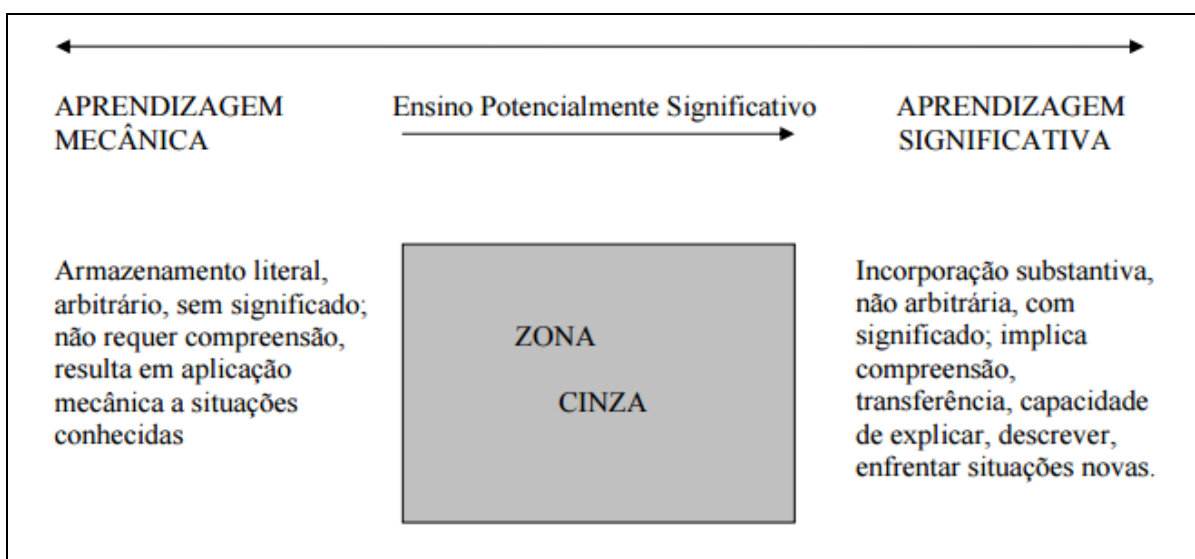 APRENDIZAGEM
MECÂNICA
Ensino Potencialmente Significativo
APRENDIZAGEM
SIGNIFICATIVA
Armazenamento literal,
arbitrário, sem significado;
não requer compreensão,
resulta em aplicação
mecânica a situações
conhecidas
ZONA
CINZA
Incorporação substantiva,
não arbitrária, com
significado; implica
compreensão,
transferência, capacidade
de explicar, descrever,
enfrentar situações novas.